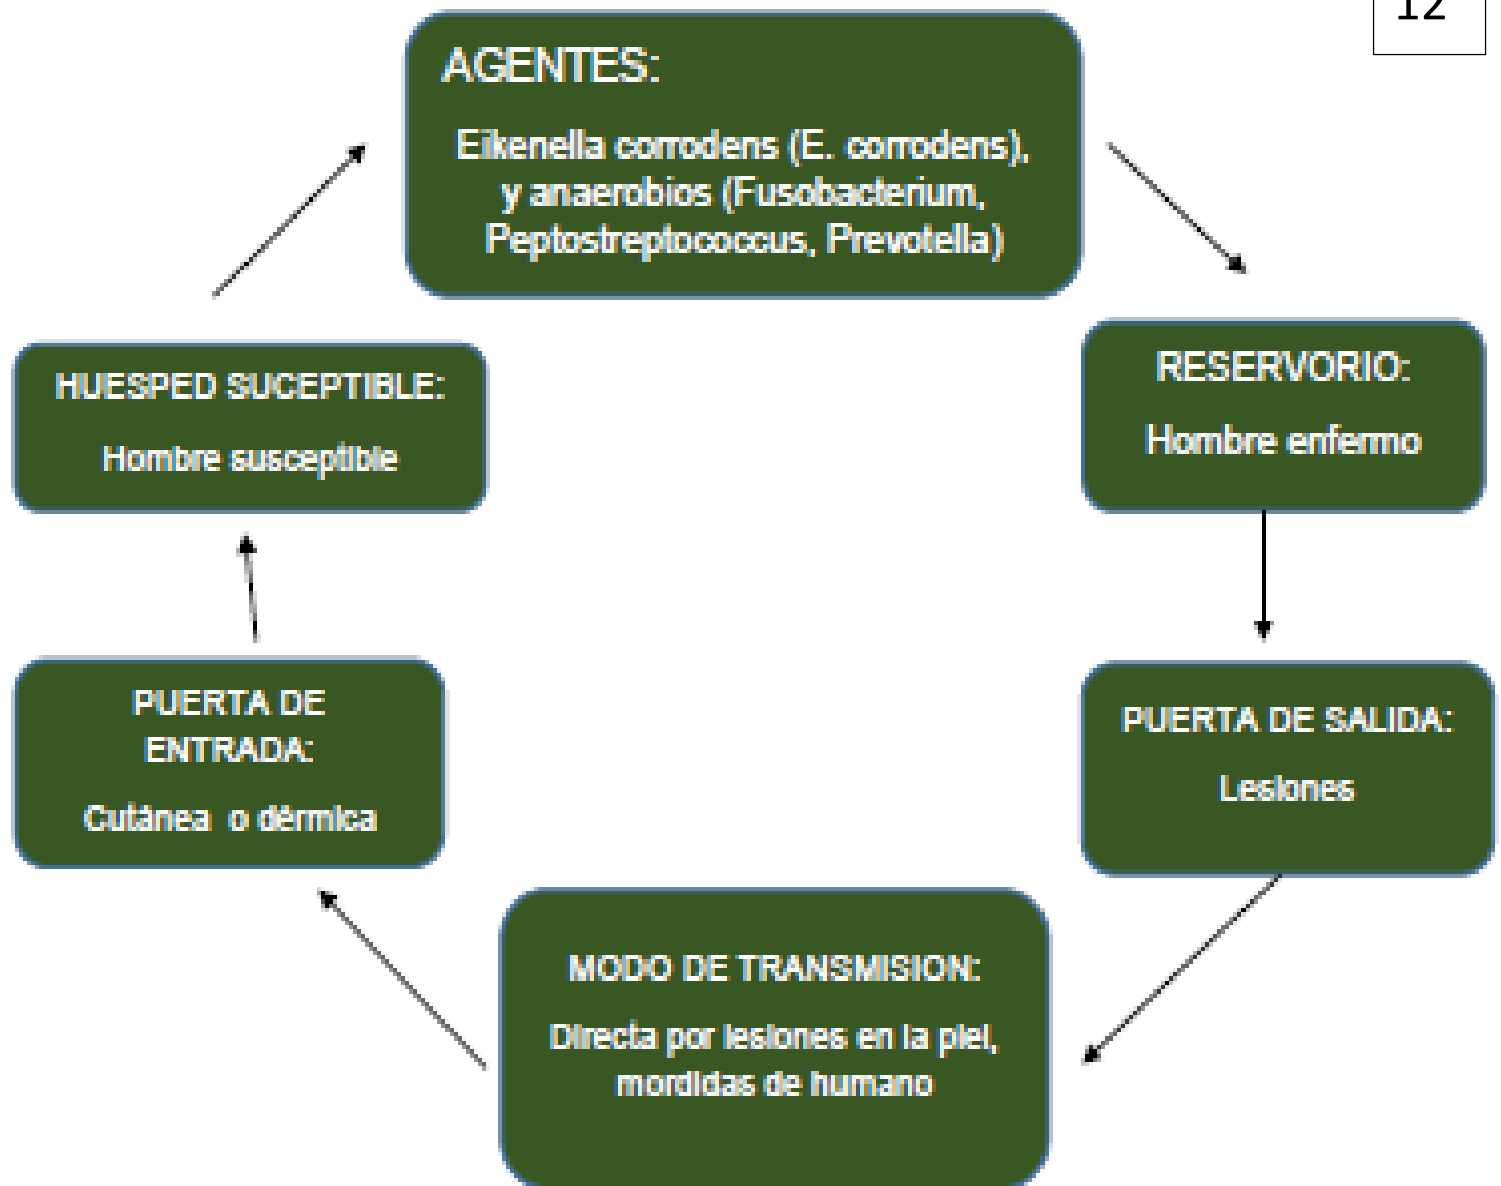 12
AGENTES:
Eikenella corrodens (E. corrodens),
y anaerobios (Fusobacterium,
Peptostreptococcus, Prevotella)
HUESPED SUCEPTIBLE:
Hombre susceptible
RESERVORIO:
Hombre enfermo
PUERTA DE
ENTRADA:
Cutánea o dérmica
PUERTA DE SALIDA:
Lesiones
MODO DE TRANSMISION:
Directa por lesiones en la piel,
mordidas de humano